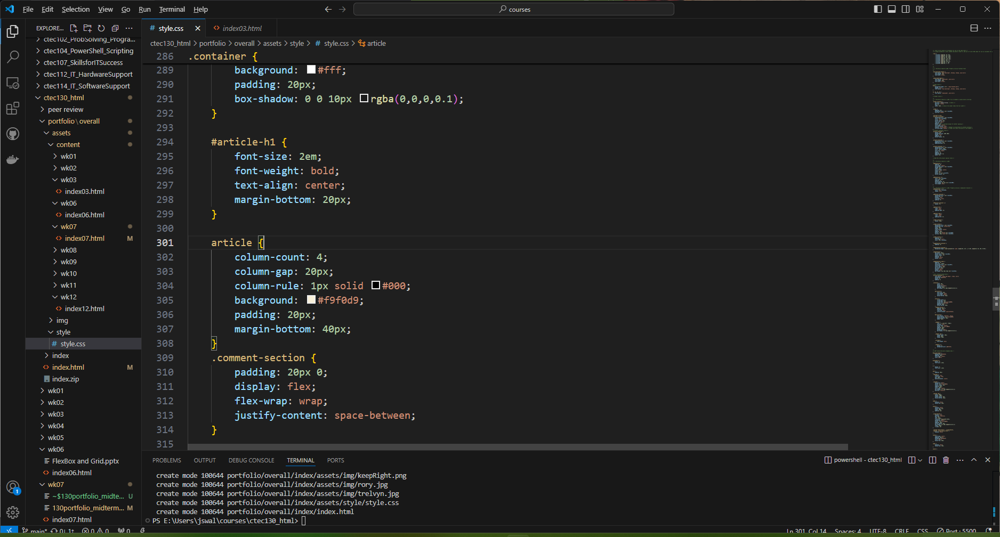 File Edit Selection View Go Run Terminal Help
courses
EXPLORE...
ctec102_ProbSolving_Progra...
ctec104_PowerShell_Scripting
ctec107_SkillsforITSuccess
ctec112_IT_HardwareSupport
ctec114_IT_SoftwareSupport
ctec130_html
peer review
portfolio\overall
assets
content
wk01
wk02
wk03
index03.html
wk06
index06.html
wk07
index07.html M
wk08
wk09
wk10
wk11
wk12
index12.html
img
style
# style.css
index
index.html M
index.zip
wk01
wk02
wk03
wk04
wk05
wk06
FlexBox and Grid.pptx
index06.html
wk07
~$130portfolio_midte... U
130portfolio_midterm... M
index07.html
1
# style.css
index03.html
ctec130_html > portfolio > overall > assets > style > # style.css > article
286 .container {
289 background: #fff;
290 padding: 20px;
291 box-shadow: 0 0 10px rgba(0,0,0,0.1);
292 }
293
294 #article-h1 {
295 font-size: 2em;
296 font-weight: bold;
297 text-align: center;
298 margin-bottom: 20px;
299 }
300
301 article {
302 column-count: 4;
303 column-gap: 20px;
304 column-rule: 1px solid #000;
305 background: #f9f0d9;
306 padding: 20px;
307 margin-bottom: 40px;
308 }
309 .comment-section {
310 padding: 20px 0;
311 display: flex;
312 flex-wrap: wrap;
313 justify-content: space-between;
314 }
315
PROBLEMS OUTPUT DEBUG CONSOLE TERMINAL PORTS
powershell - ctec130_html
create mode 100644 portfolio/overall/index/assets/img/keepRight.png
create mode 100644 portfolio/overall/index/assets/img/rory.jpg
create mode 100644 portfolio/overall/index/assets/img/trelvyn.jpg
create mode 100644 portfolio/overall/index/assets/style/style.css
create mode 100644 portfolio/overall/index/index.html
PS E:\Users\jswal\courses\ctec130_html>
main* 0↓ 1↑ 0 0 0
Ln 301, Col 14 Spaces: 4 UTF-8 CRLF CSS Port : 5500